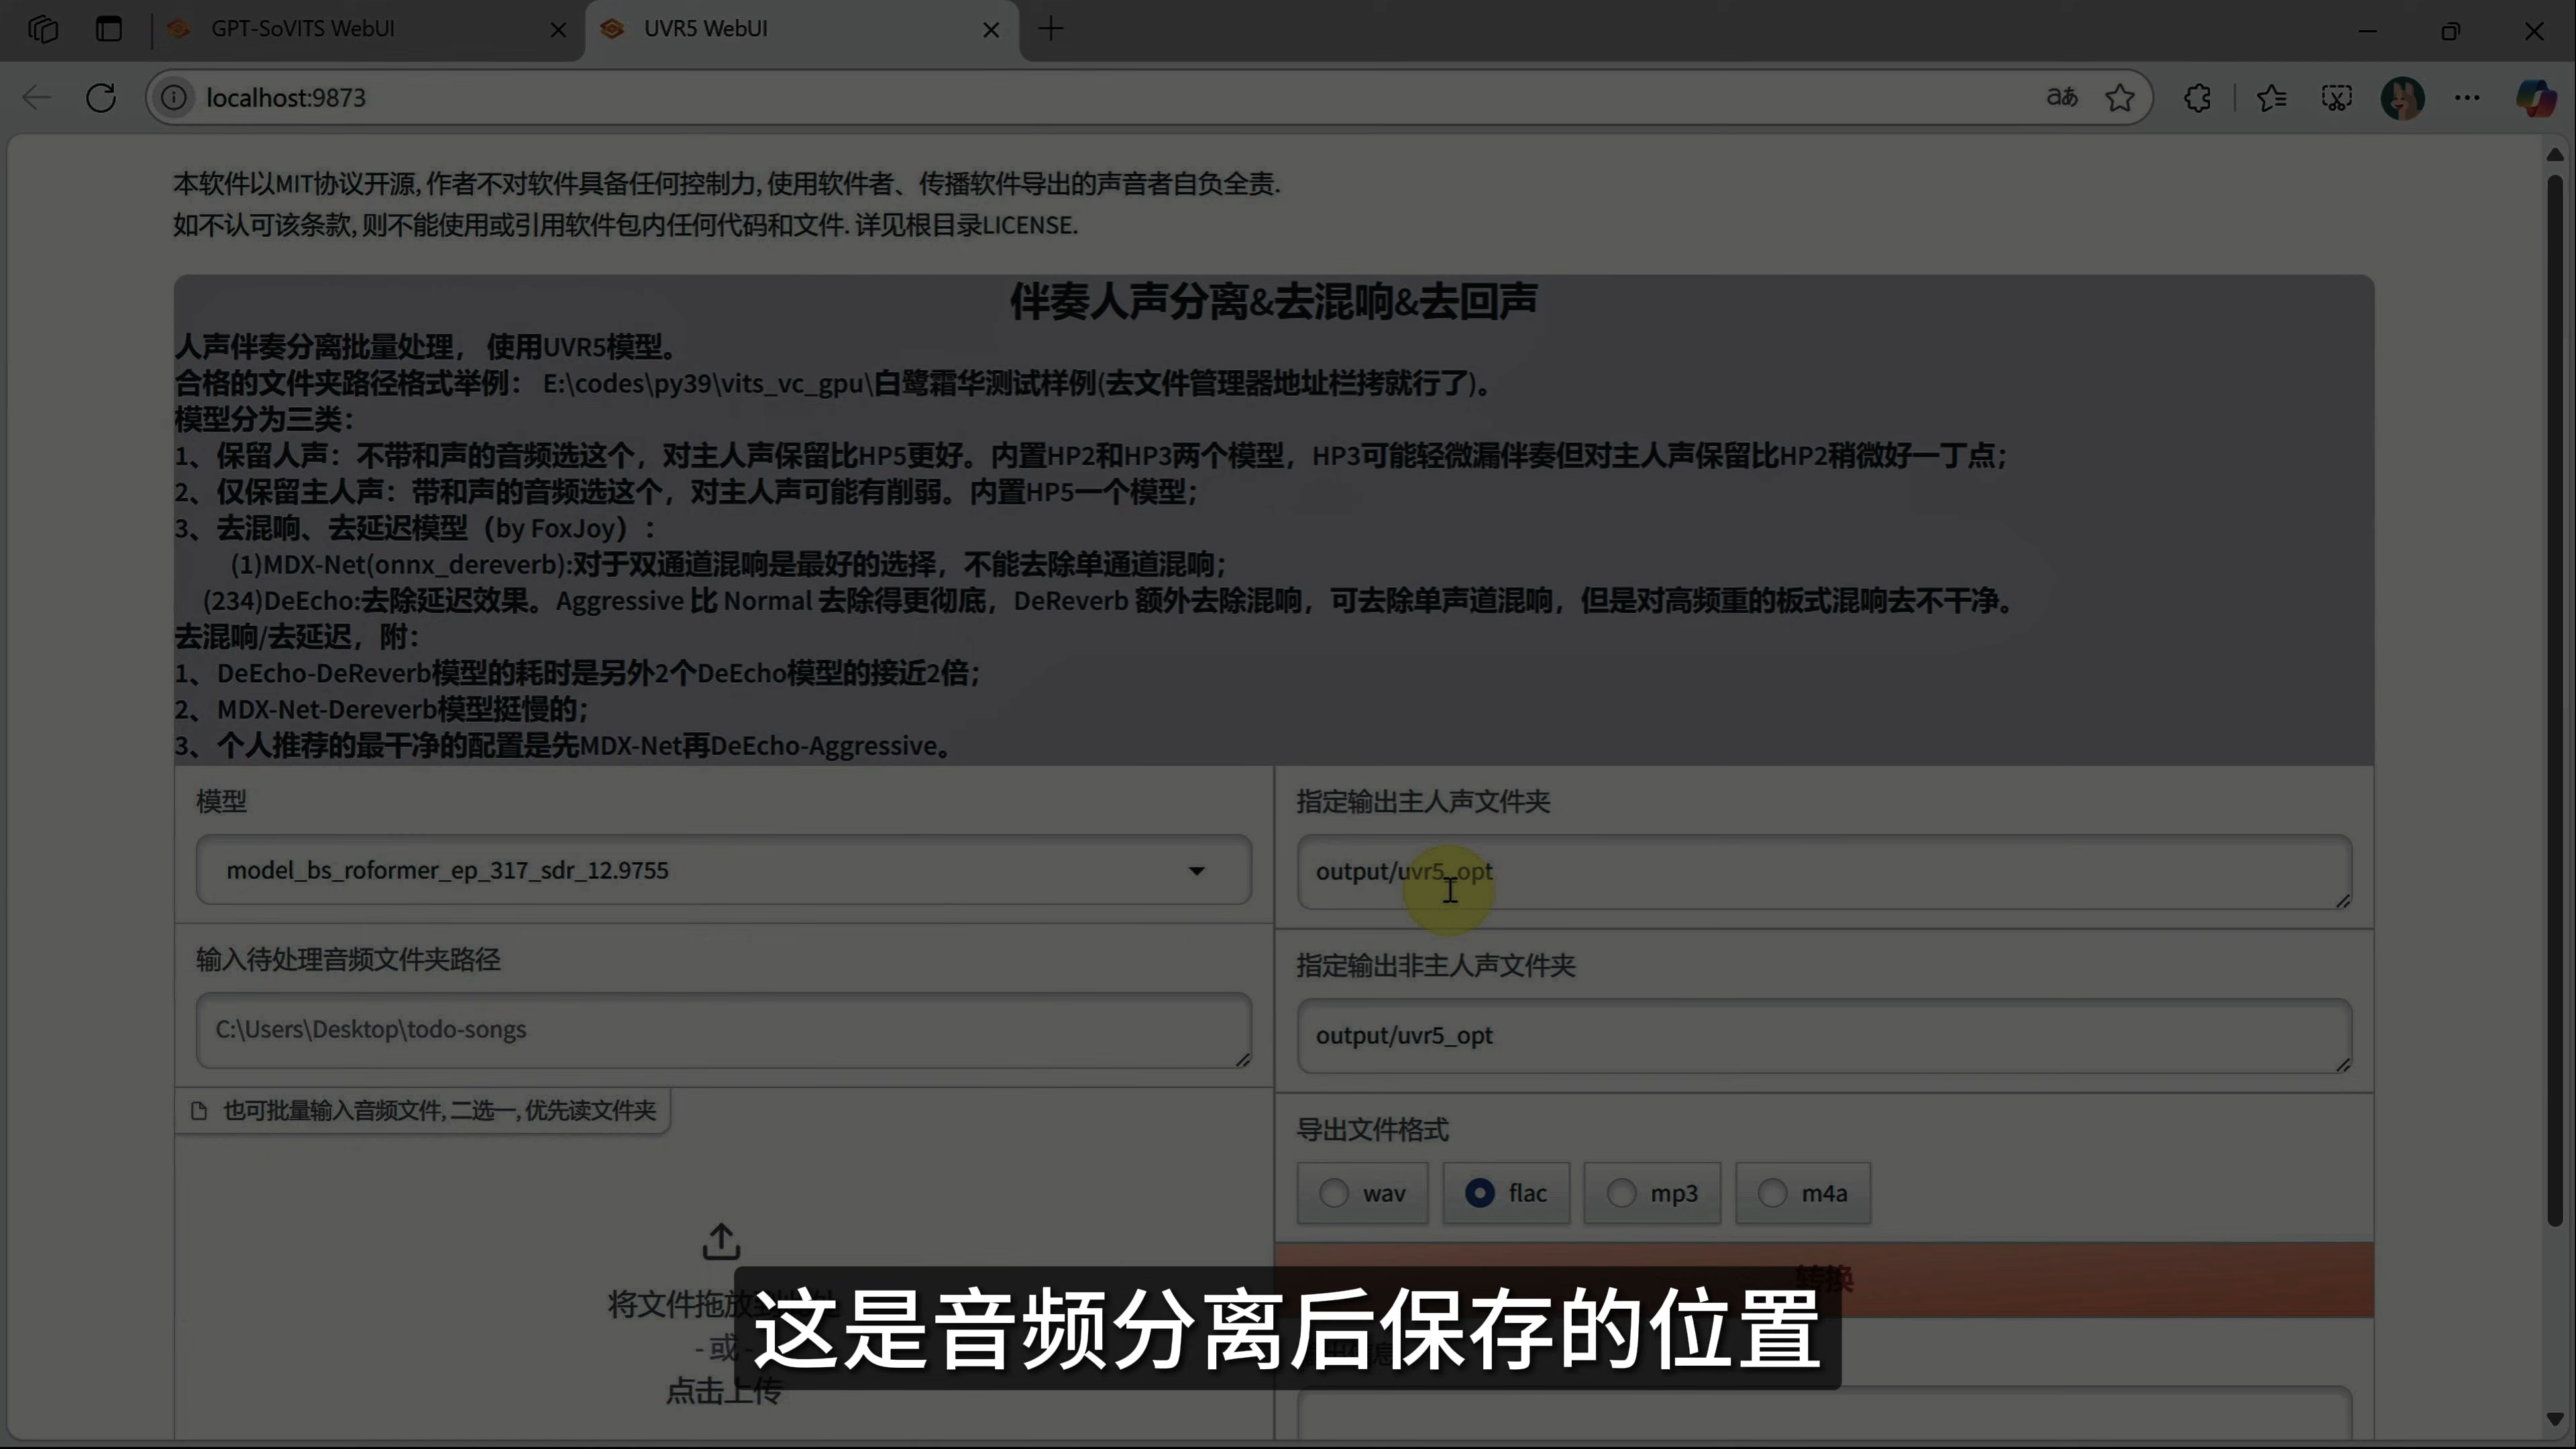 GPT-SoVITS WebUI
UVR5 WebUI
localhost:9873
本软件以MIT协议开源, 作者不对软件具备任何控制力, 使用软件者、传播软件导出的声音者自负全责.
如不认可该条款, 则不能使用或引用软件包内任何代码和文件. 详见根目录LICENSE.
伴奏人声分离&去混响&去回声
人声伴奏分离批量处理， 使用UVR5模型。
合格的文件夹路径格式举例： E:\codes\py39\vits_vc_gpu\白鹭霜华测试样例(去文件管理器地址栏拷就行了)。
模型分为三类：
1、保留人声：不带和声的音频选这个，对主人声保留比HP5更好。内置HP2和HP3两个模型，HP3可能轻微漏伴奏但对主人声保留比HP2稍微好一丁点；
2、仅保留主人声：带和声的音频选这个，对主人声可能有削弱。内置HP5一个模型；
3、去混响、去延迟模型（by FoxJoy）：
(1)MDX-Net(onnx_dereverb):对于双通道混响是最好的选择，不能去除单通道混响；
(234)DeEcho:去除延迟效果。Aggressive 比 Normal 去除得更彻底，DeReverb 额外去除混响，可去除单声道混响，但是对高频重的板式混响去不干净。
去混响/去延迟，附：
1、DeEcho-DeReverb模型的耗时是另外2个DeEcho模型的接近2倍；
2、MDX-Net-Dereverb模型挺慢的；
3、个人推荐的最干净的配置是先MDX-Net再DeEcho-Aggressive。
模型
model_bs_roformer_ep_317_sdr_12.9755
输入待处理音频文件夹路径
C:\Users\Desktop\todo-songs
也可批量输入音频文件, 二选一, 优先读文件夹
将文件拖放
- 或 -
点击上传
指定输出主人声文件夹
output/uvr5_opt
指定输出非主人声文件夹
output/uvr5_opt
导出文件格式
wav
flac
mp3
m4a
转换
这是音频分离后保存的位置